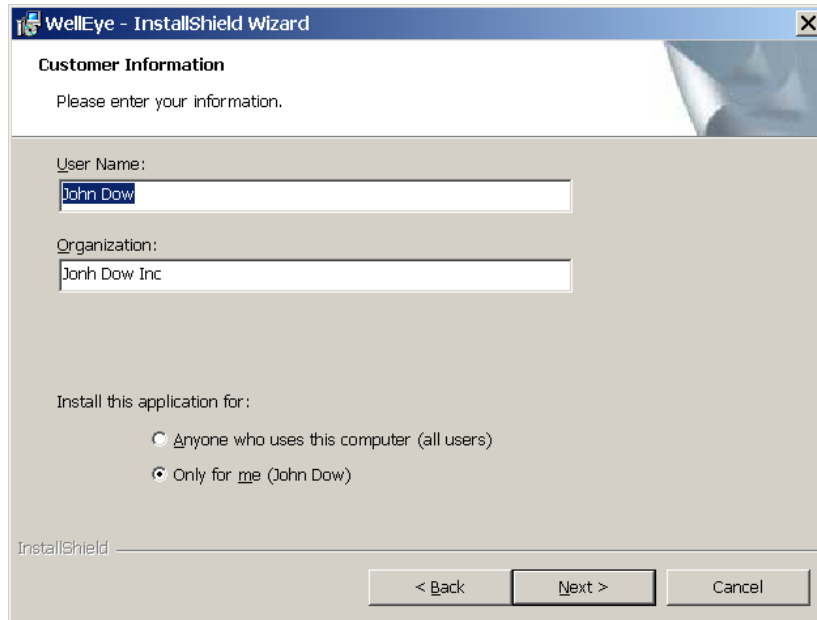 WellEye - InstallShield Wizard
Customer Information
Please enter your information.
User Name:
John Dow
Organization:
Jonh Dow Inc
Install this application for:
Anyone who uses this computer (all users)
Only for me (John Dow)
InstallShield
< Back Next > Cancel